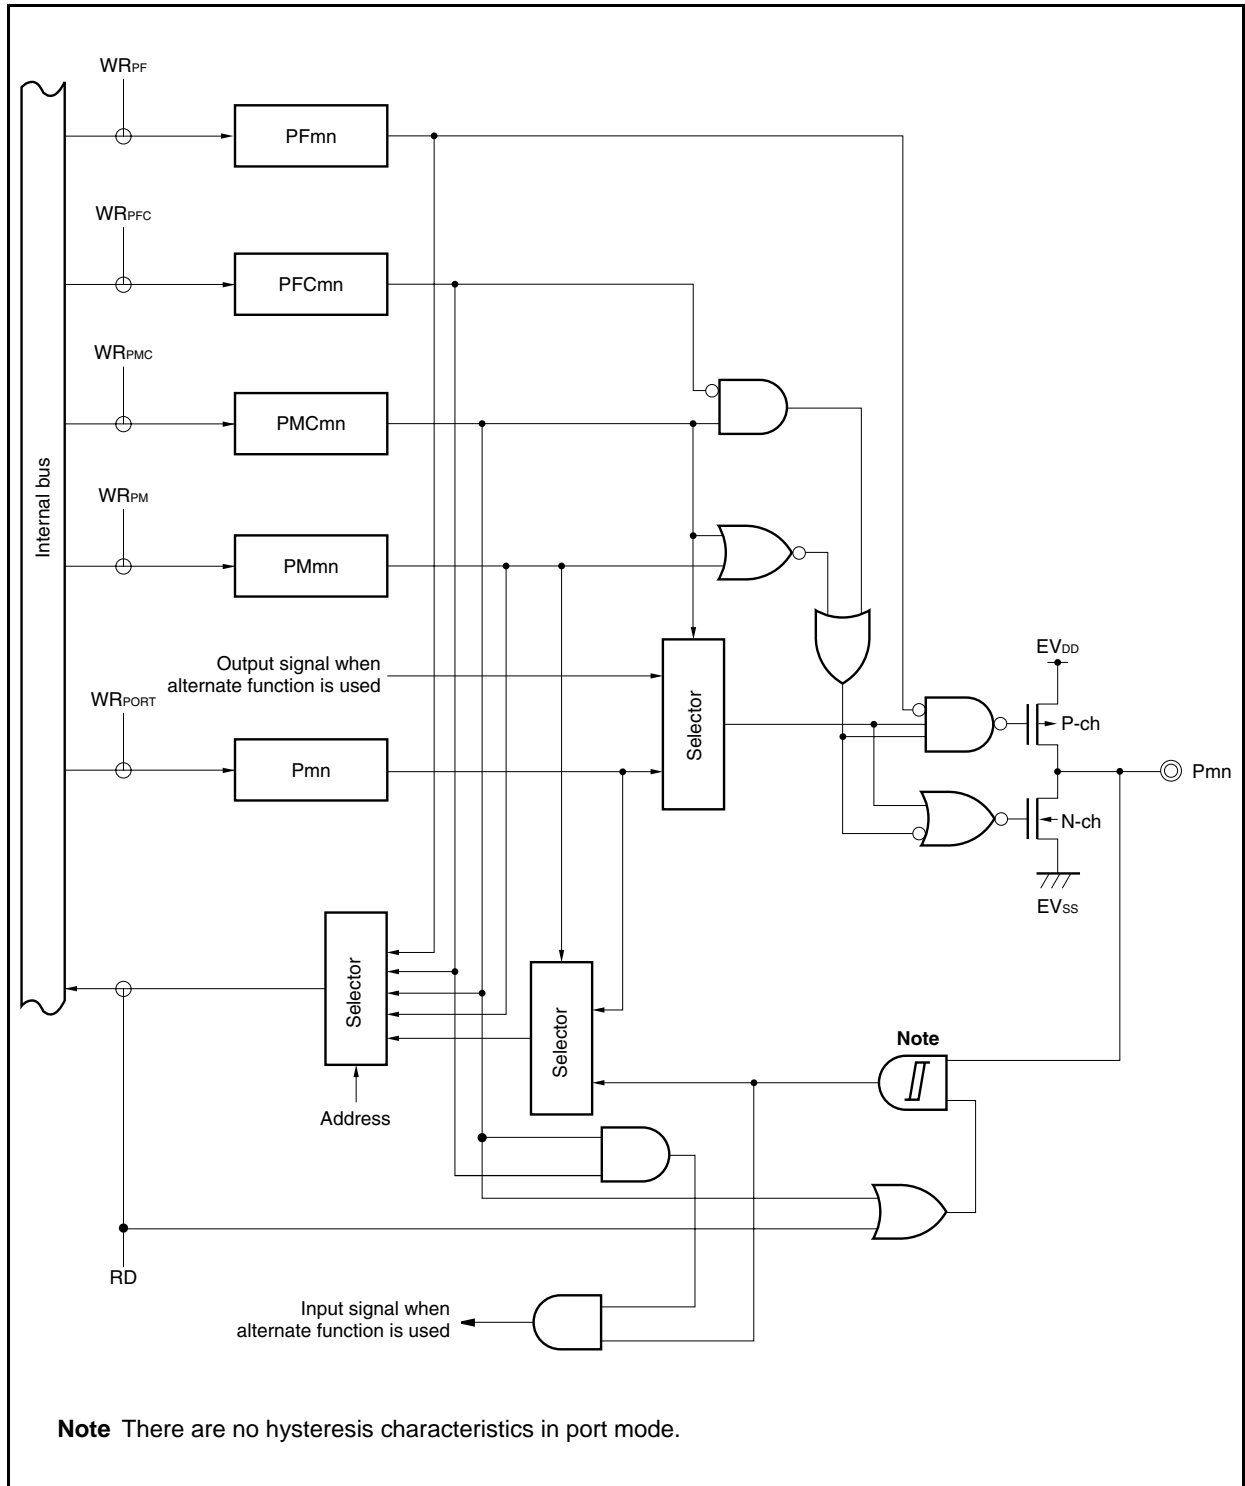 WRPF
PFmn
WRPFC
PFCmn
WRPMC
PMCmn
Internal bus
WRPM
PMmn
Output signal when
alternate function is used
EVDD
WRPORT
Selector
P-ch
Pmn
Pmn
N-ch
EVSS
Selector
Selector
Note
Address
RD
Input signal when
alternate function is used
Note There are no hysteresis characteristics in port mode.